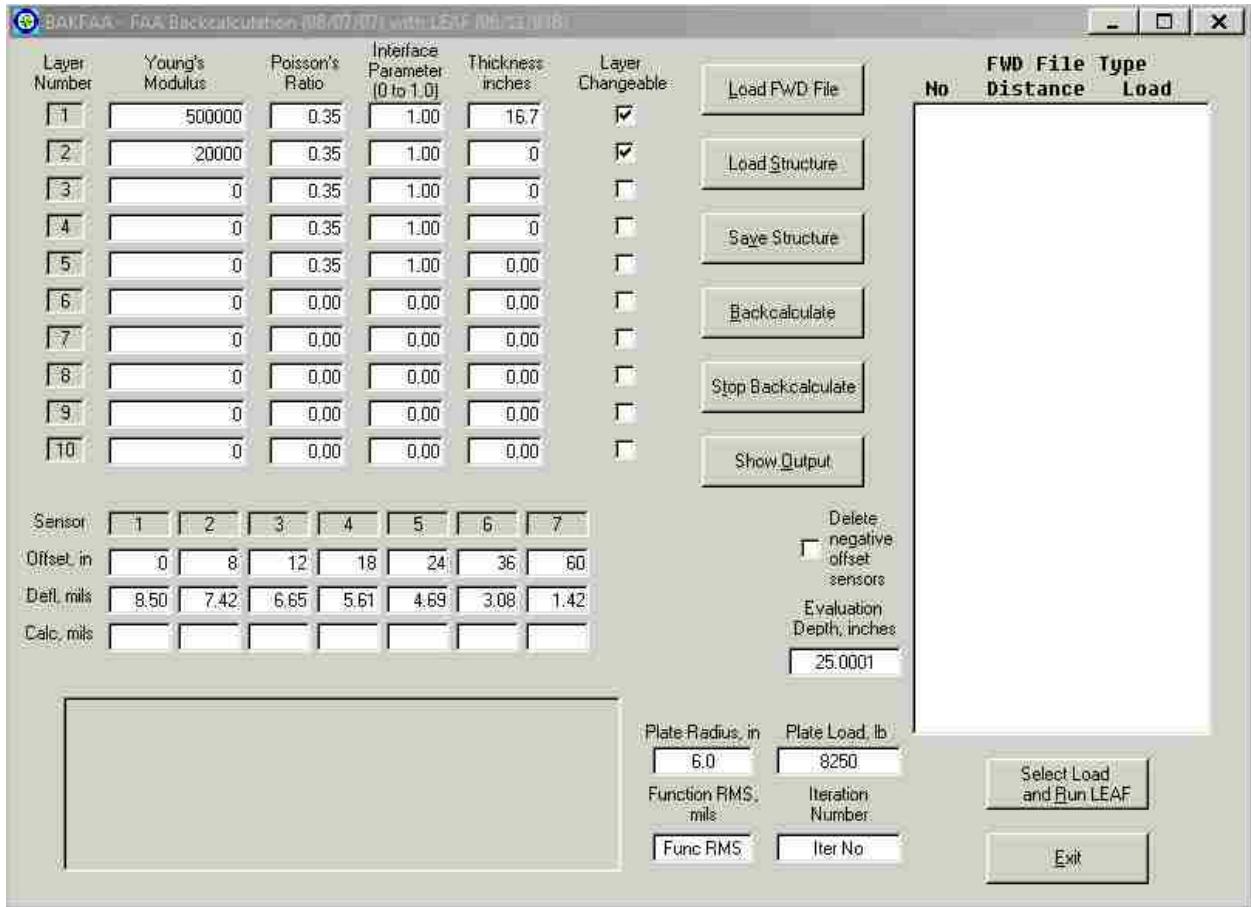 BAKFAA - FAA Backcalculation (08/07/07) with LEAF
Layer Number Young's Modulus Poisson's Ratio Interface Parameter (0 to 1.0) Thickness inches Layer Changeable
1 500000 0.35 1.00 16.7
2 20000 0.35 1.00 0
3 0 0.35 1.00 0
4 0 0.35 1.00 0
5 0 0.35 1.00 0.00
6 0 0.00 0.00 0.00
7 0 0.00 0.00 0.00
8 0 0.00 0.00 0.00
9 0 0.00 0.00 0.00
10 0 0.00 0.00 0.00
Load FWD File
Load Structure
Save Structure
Backcalculate
Stop Backcalculate
Show Output
FWD File Type
No Distance Load
Sensor 1 2 3 4 5 6 7
Offset, in 0 8 12 18 24 36 60
Defl, mils 8.50 7.42 6.65 5.61 4.69 3.08 1.42
Calc, mils
Delete
negative
offset
sensors
Evaluation
Depth, inches
25.0001
Plate Radius, in Plate Load, lb
6.0 8250
Function RMS, mils Iteration Number
Func RMS Iter No
Select Load
and Run LEAF
Exit